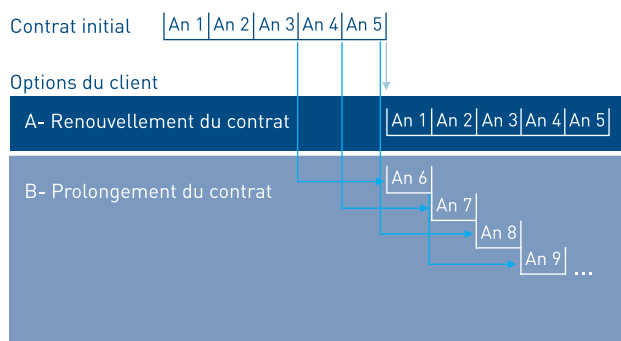 Contrat initial An 1 An 2 An 3 An 4 An 5
Options du client
A- Renouvellement du contrat An 1 An 2 An 3 An 4 An 5
An 6
B- Prolongement du contrat
An 7
An 8
An 9 ...